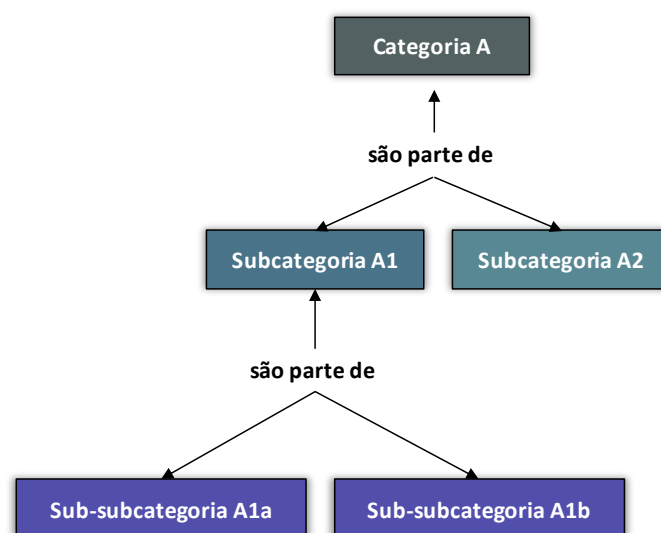 Categoria A
são parte de
Subcategoria A1
Subcategoria A2
são parte de
Sub-subcategoria A1a
Sub-subcategoria A1b